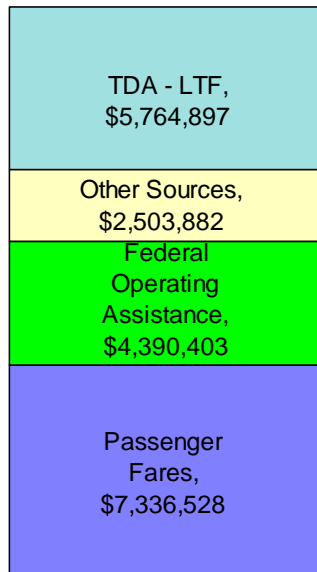 TDA - LTF,
$5,764,897
Other Sources,
$2,503,882
Federal
Operating
Assistance,
$4,390,403
Passenger
Fares,
$7,336,528